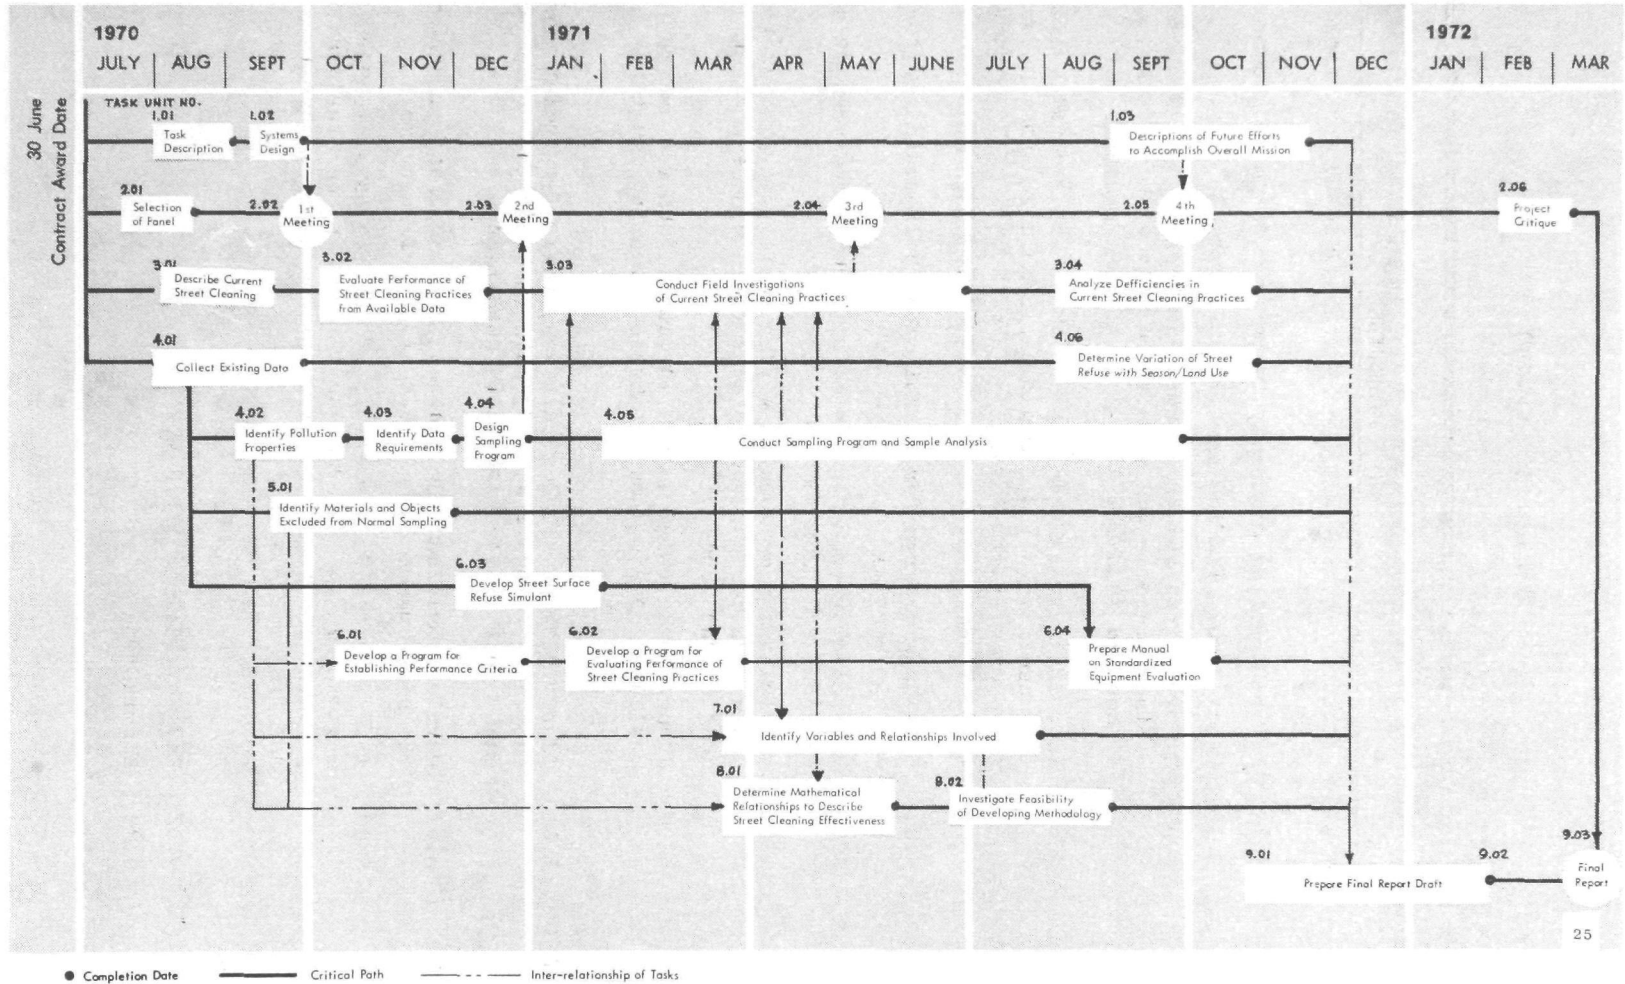 1970 1971 1972
JULY AUG SEPT OCT NOV DEC JAN FEB MAR APR MAY JUNE JULY AUG SEPT OCT NOV DEC JAN FEB MAR
30 June
Contract Award Date
TASK UNIT NO.
1.01
Task
Description
1.02
Systems
Design
1.03
Descriptions of Future Efforts
to Accomplish Overall Mission
2.01
Selection
of Panel
2.02
1st
Meeting
2.03
2nd
Meeting
2.04
3rd
Meeting
2.05
4th
Meeting
2.06
Project
Critique
3.01
Describe Current
Street Cleaning
3.02
Evaluate Performance of
Street Cleaning Practices
from Available Data
3.03
Conduct Field Investigations
of Current Street Cleaning Practices
3.04
Analyze Defficiencies in
Current Street Cleaning Practices
4.01
Collect Existing Data
4.06
Determine Variation of Street
Refuse with Season/Land Use
4.02
Identify Pollution
Properties
4.03
Identify Data
Requirements
4.04
Design
Sampling
Program
4.05
Conduct Sampling Program and Sample Analysis
5.01
Identify Materials and Objects
Excluded from Normal Sampling
6.03
Develop Street Surface
Refuse Simulant
6.01
Develop a Program for
Establishing Performance Criteria
6.02
Develop a Program for
Evaluating Performance of
Street Cleaning Practices
6.04
Prepare Manual
on Standardized
Equipment Evaluation
7.01
Identify Variables and Relationships Involved
8.01
Determine Mathematical
Relationships to Describe
Street Cleaning Effectiveness
8.02
Investigate Feasibility
of Developing Methodology
9.01
Prepare Final Report Draft
9.02
9.03
Final
Report
25
Completion Date Critical Path Inter-relationship of Tasks